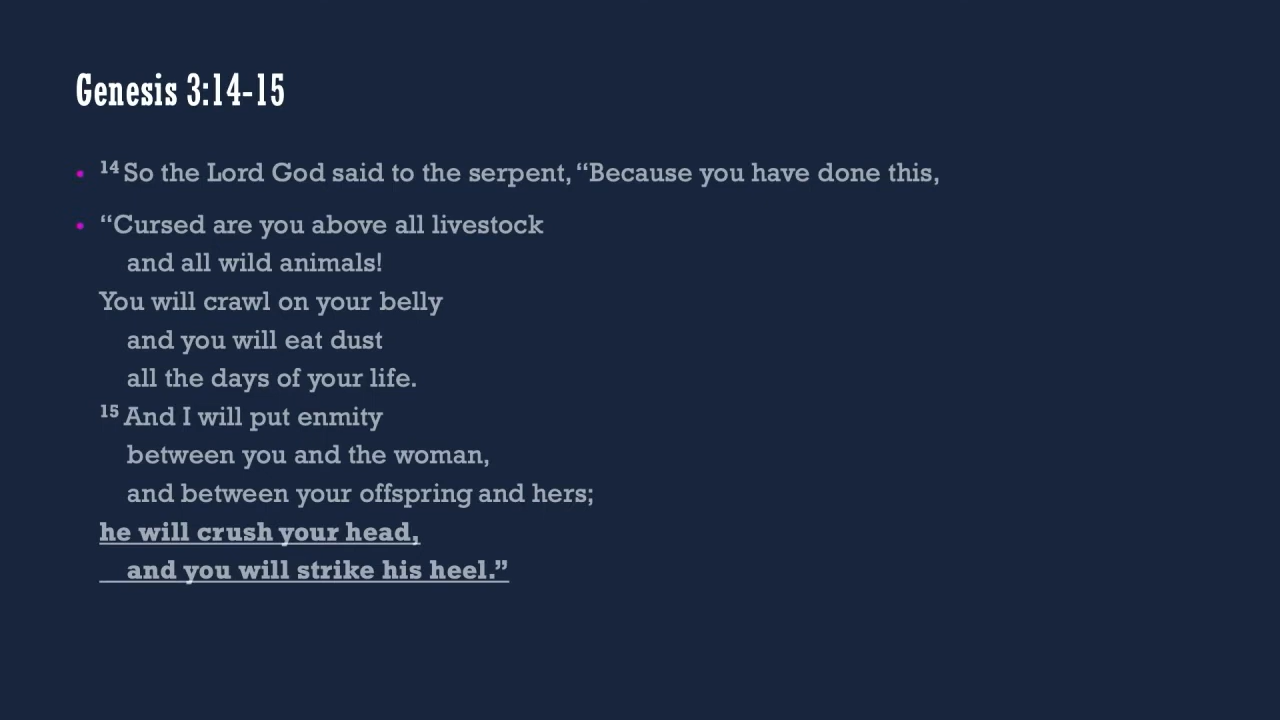 Genesis 3:14-15
• ¹⁴ So the Lord God said to the serpent, “Because you have done this,
• “Cursed are you above all livestock
and all wild animals!
You will crawl on your belly
and you will eat dust
all the days of your life.
¹⁵ And I will put enmity
between you and the woman,
and between your offspring and hers;
he will crush your head,
and you will strike his heel.”